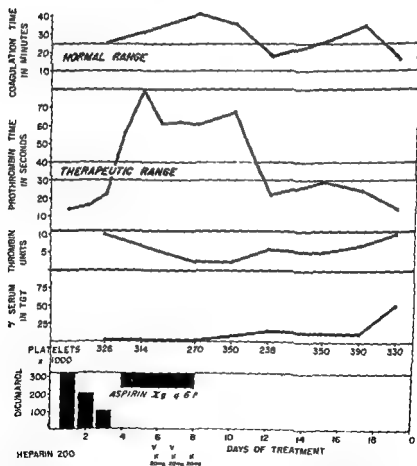 COAGULATION TIME
IN MINUTES
40
30
20
10
NORMAL RANGE
PROTHROMBIN TIME
IN SECONDS
70
60
50
40
30
20
10
THERAPEUTIC RANGE
THROMBIN
UNITS
10
5
% SERUM
IN TGT
75
50
25
PLATELETS
x 1000
326 314 270 350 238 350 390 330
DICUMAROL
300
200
100
ASPIRIN Xg q 6 h
2 4 6 8 10 12 14 16 18 0
HEPARIN 200
DAYS OF TREATMENT
V V V
K K K